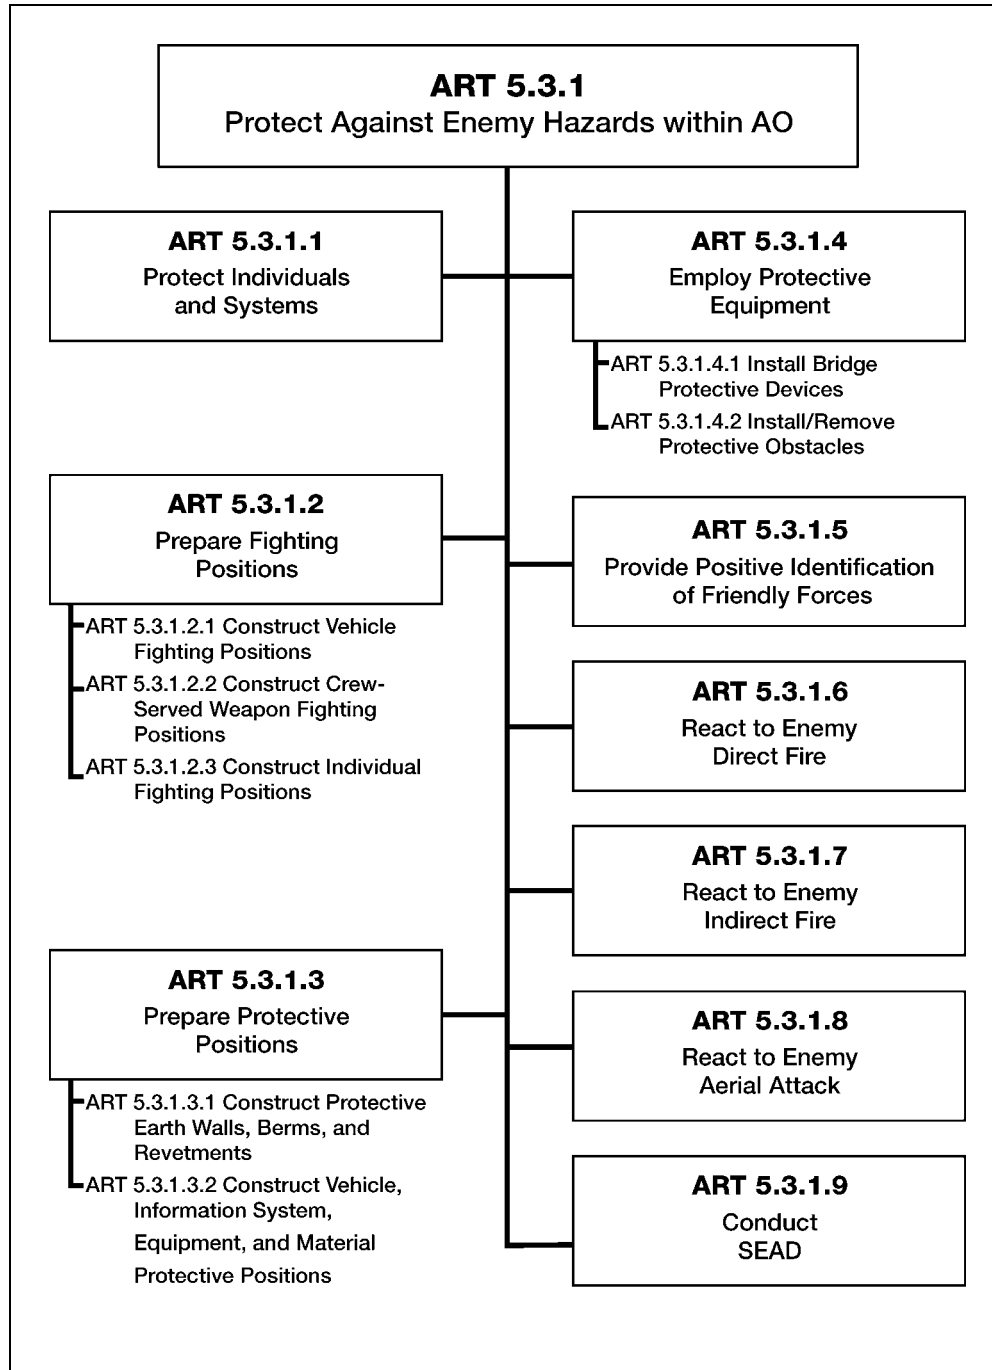 ART 5.3.1
Protect Against Enemy Hazards within AO
ART 5.3.1.1
Protect Individuals
and Systems
ART 5.3.1.2
Prepare Fighting
Positions
ART 5.3.1.2.1 Construct Vehicle
Fighting Positions
ART 5.3.1.2.2 Construct Crew-
Served Weapon Fighting
Positions
ART 5.3.1.2.3 Construct Individual
Fighting Positions
ART 5.3.1.3
Prepare Protective
Positions
ART 5.3.1.3.1 Construct Protective
Earth Walls, Berms, and
Revetments
ART 5.3.1.3.2 Construct Vehicle,
Information System,
Equipment, and Material
Protective Positions
ART 5.3.1.4
Employ Protective
Equipment
ART 5.3.1.4.1 Install Bridge
Protective Devices
ART 5.3.1.4.2 Install/Remove
Protective Obstacles
ART 5.3.1.5
Provide Positive Identification
of Friendly Forces
ART 5.3.1.6
React to Enemy
Direct Fire
ART 5.3.1.7
React to Enemy
Indirect Fire
ART 5.3.1.8
React to Enemy
Aerial Attack
ART 5.3.1.9
Conduct
SEAD